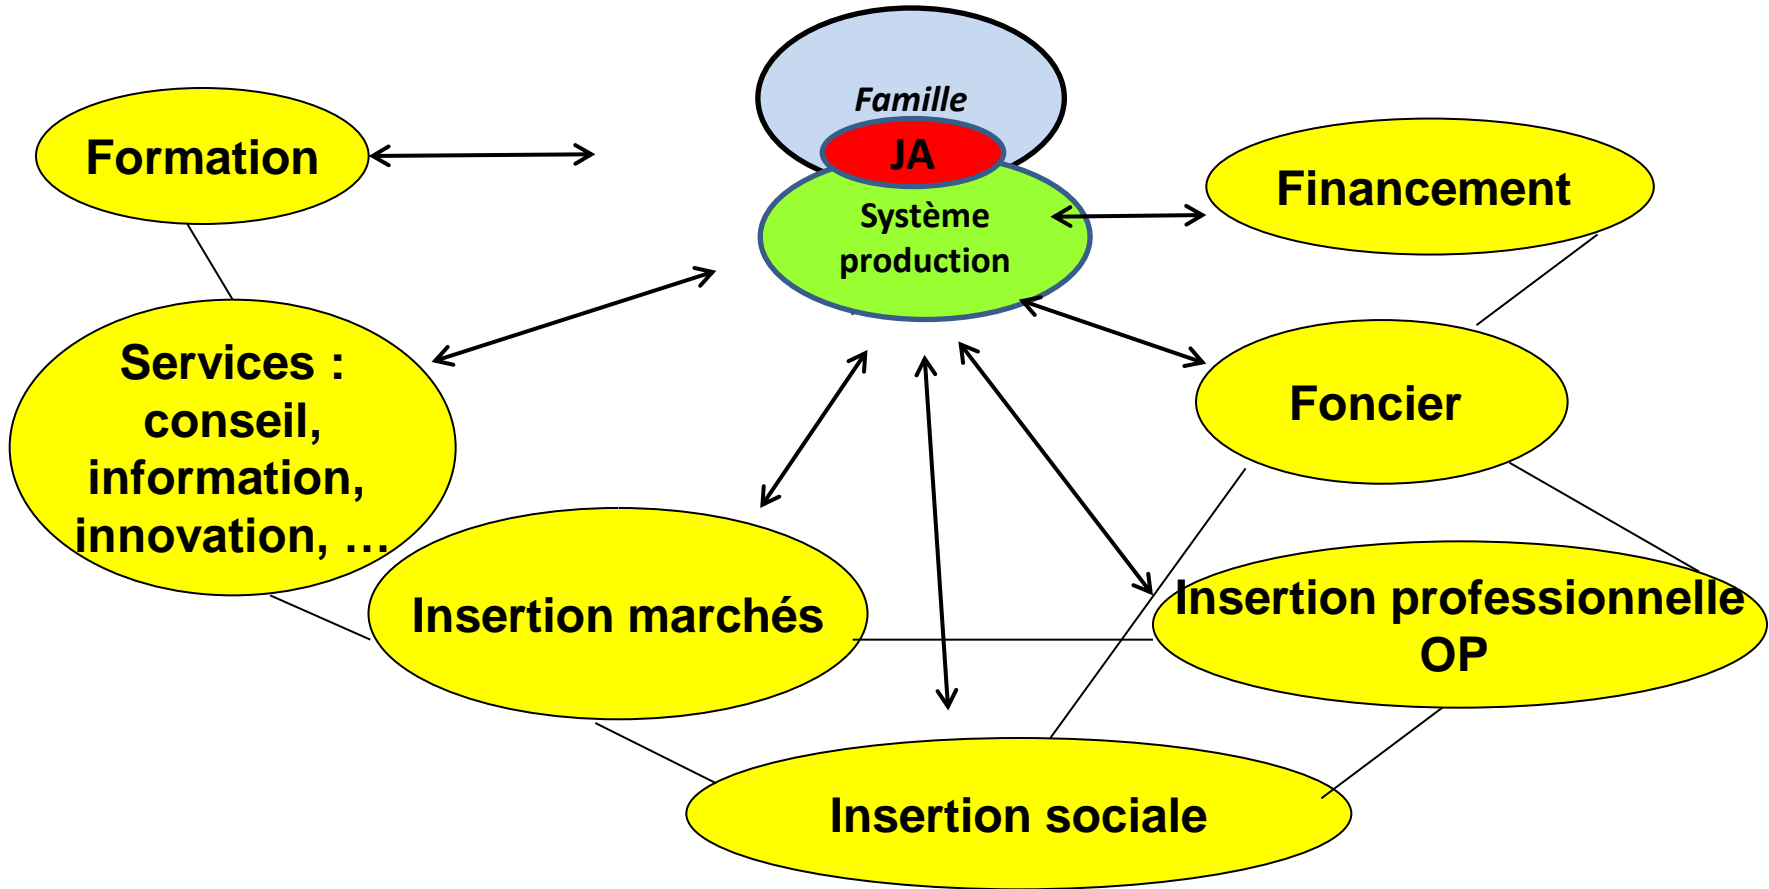 Famille
JA
Système
production
Formation
Financement
Services :
conseil,
information,
innovation, …
Foncier
Insertion marchés
Insertion professionnelle
OP
Insertion sociale